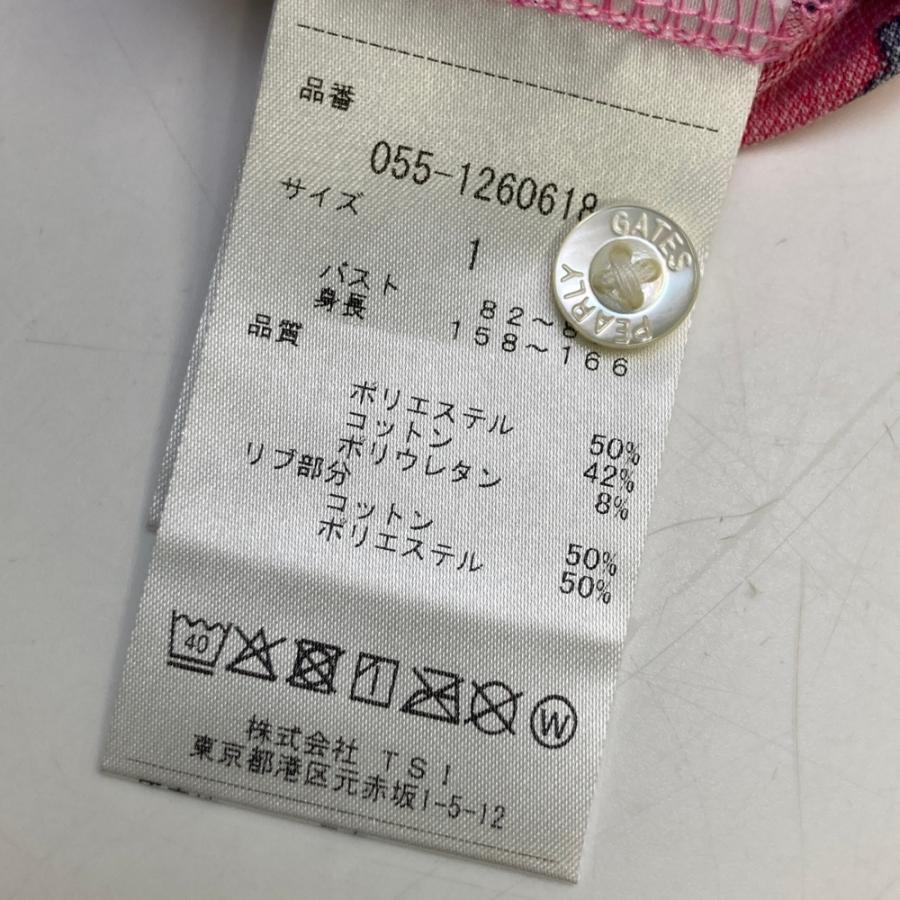 品番
055-1260618
サイズ
1
バスト 82～8
身長 158～166
品質
ポリエステル 50%
コットン 42%
ポリウレタン 8%
リブ部分
コットン 50%
ポリエステル 50%
40
W
株式会社 TSI
東京都港区元赤坂1-5-12
PEARLY GATES